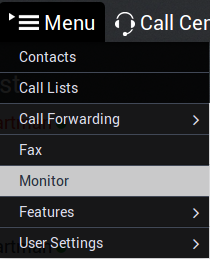 Menu Call Cen
Contacts
Call Lists
Call Forwarding
Fax
Monitor
Features
User Settings